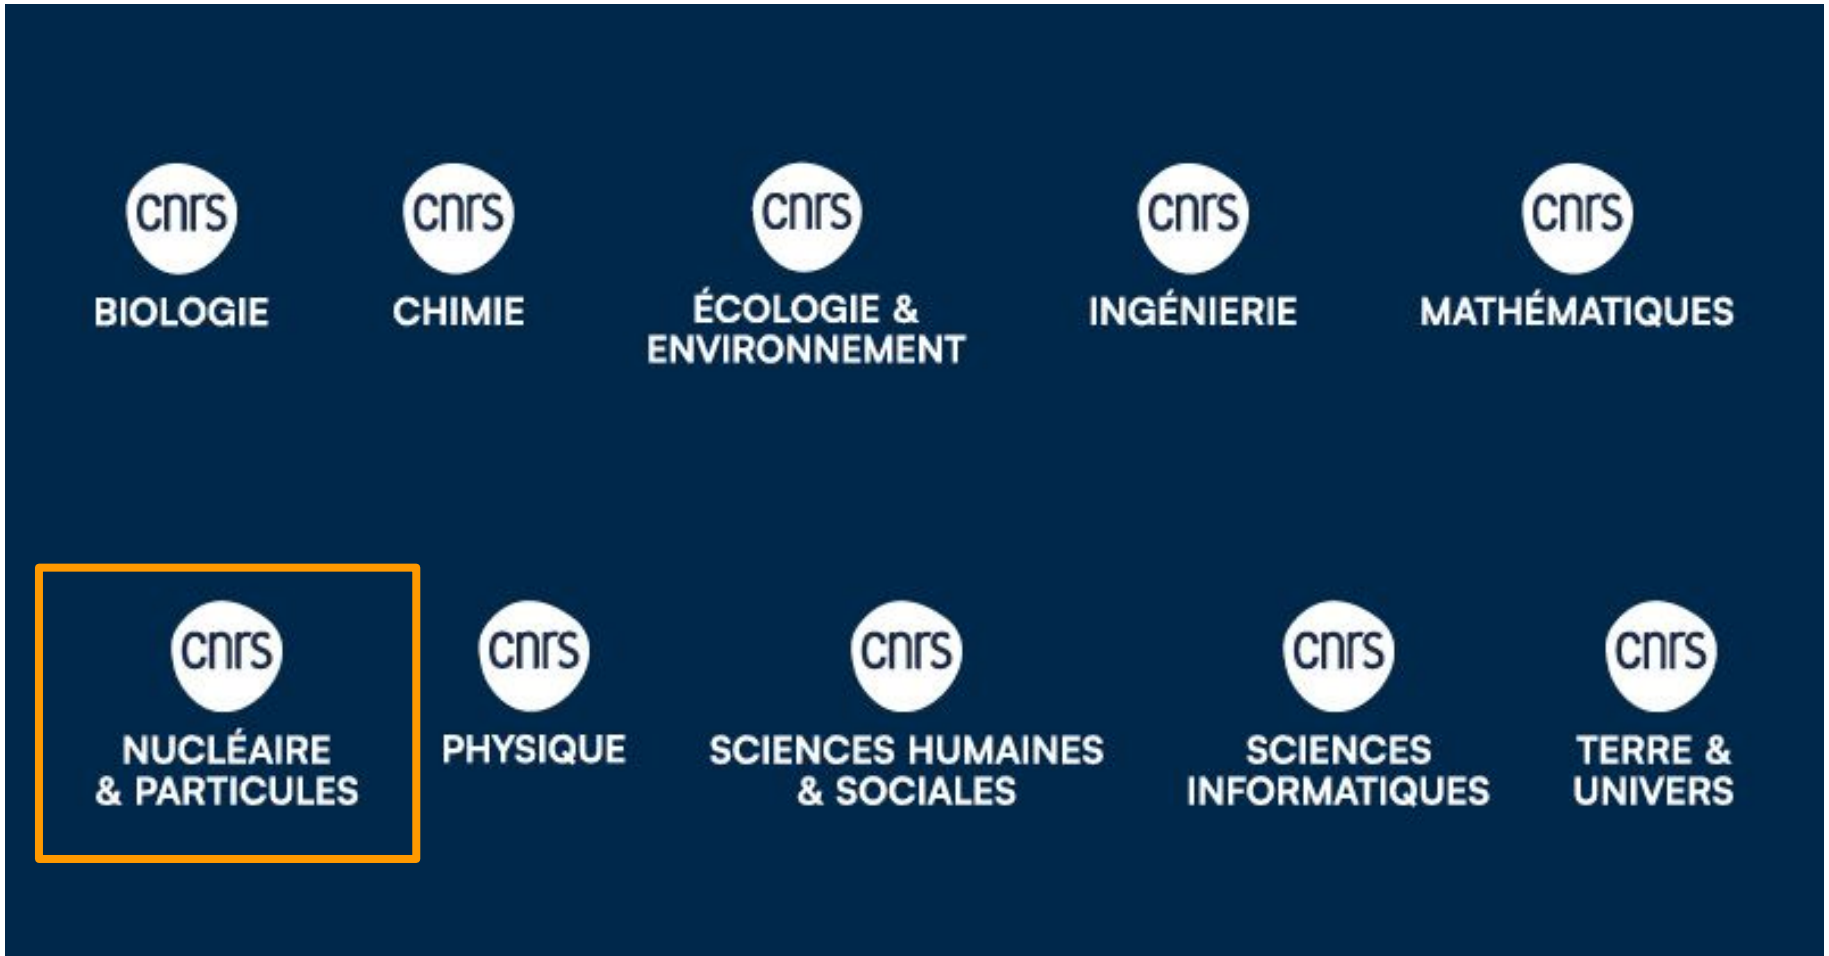 cnrs
BIOLOGIE
cnrs
CHIMIE
cnrs
ÉCOLOGIE &
ENVIRONNEMENT
cnrs
INGÉNIERIE
cnrs
MATHÉMATIQUES
cnrs
NUCLÉAIRE
& PARTICULES
cnrs
PHYSIQUE
cnrs
SCIENCES HUMAINES
& SOCIALES
cnrs
SCIENCES
INFORMATIQUES
cnrs
TERRE &
UNIVERS